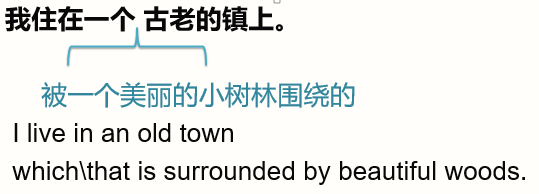 我住在一个 古老的镇上。
被一个美丽的小树林围绕的
I live in an old town
which\that is surrounded by beautiful woods.